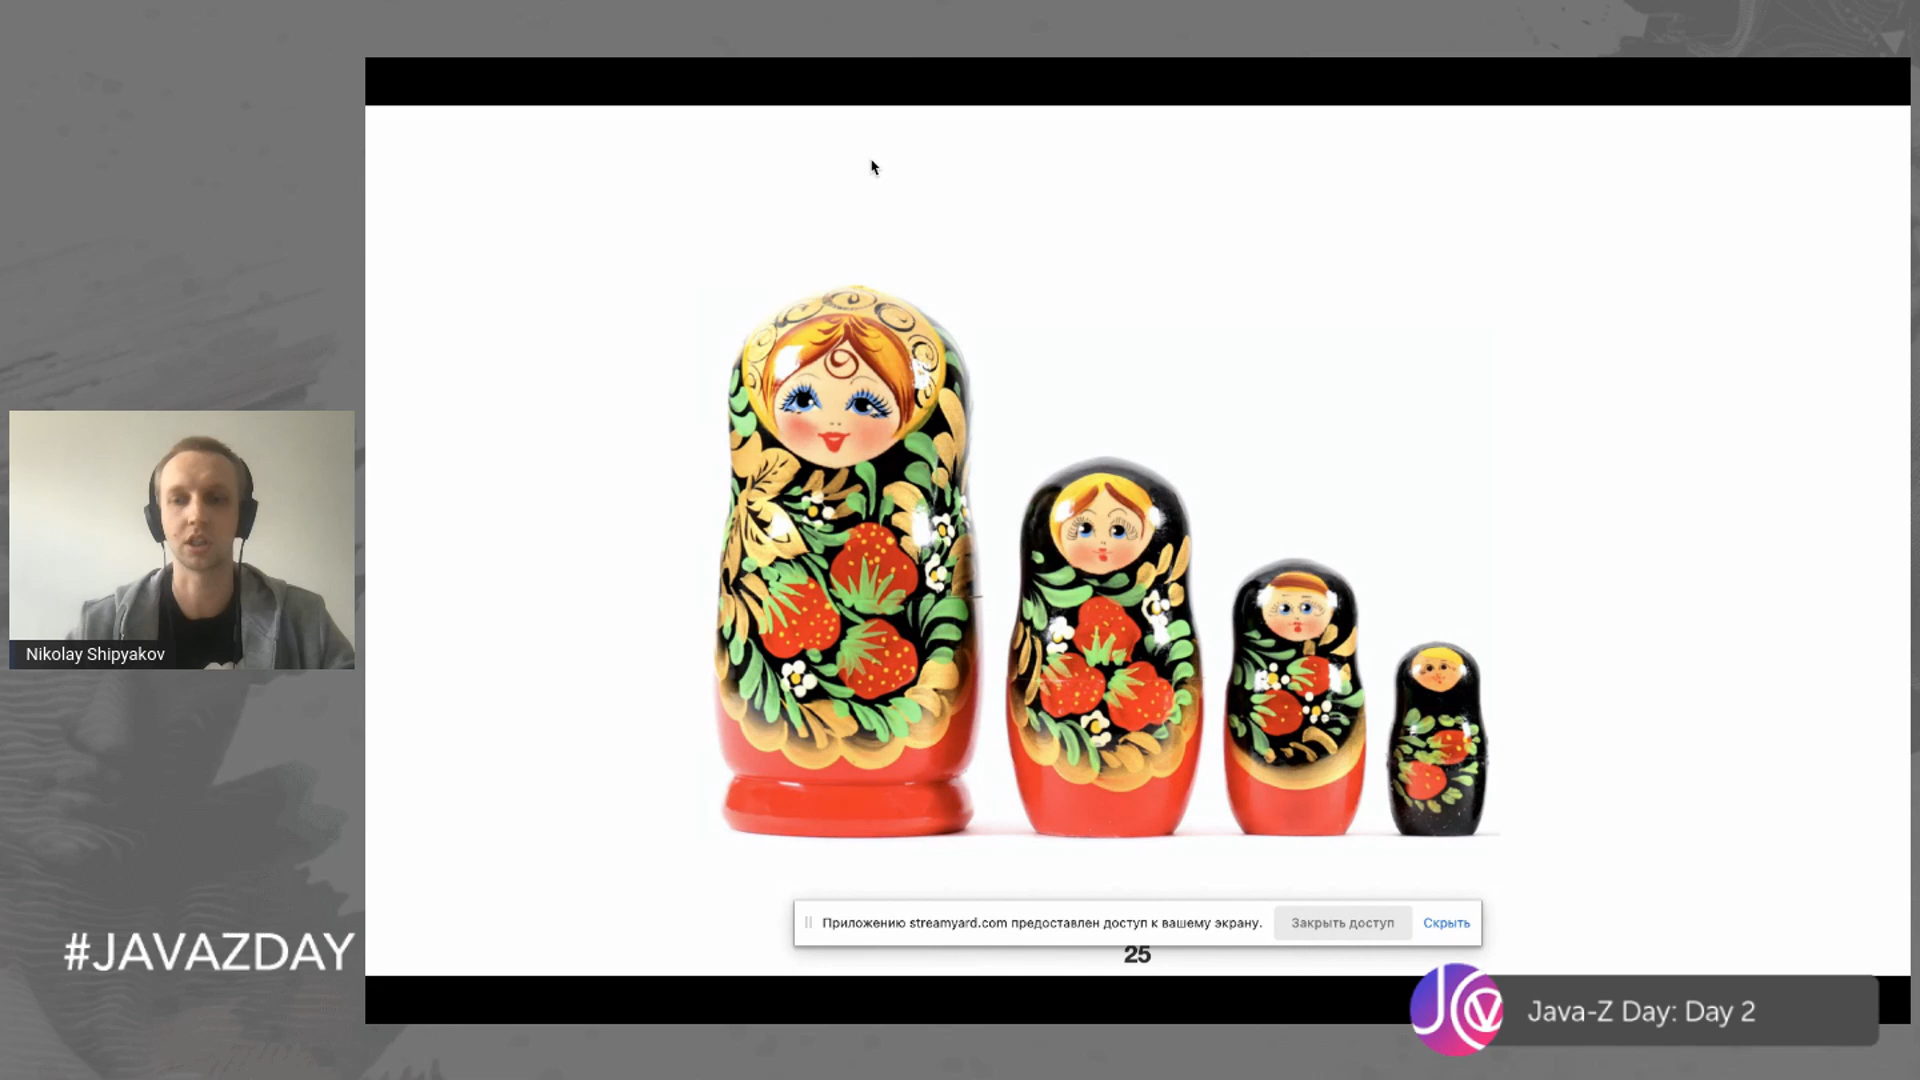 Nikolay Shipyakov
#JAVAZDAY
Приложению streamyard.com предоставлен доступ к вашему экрану.
Закрыть доступ
Скрыть
25
Java-Z Day: Day 2